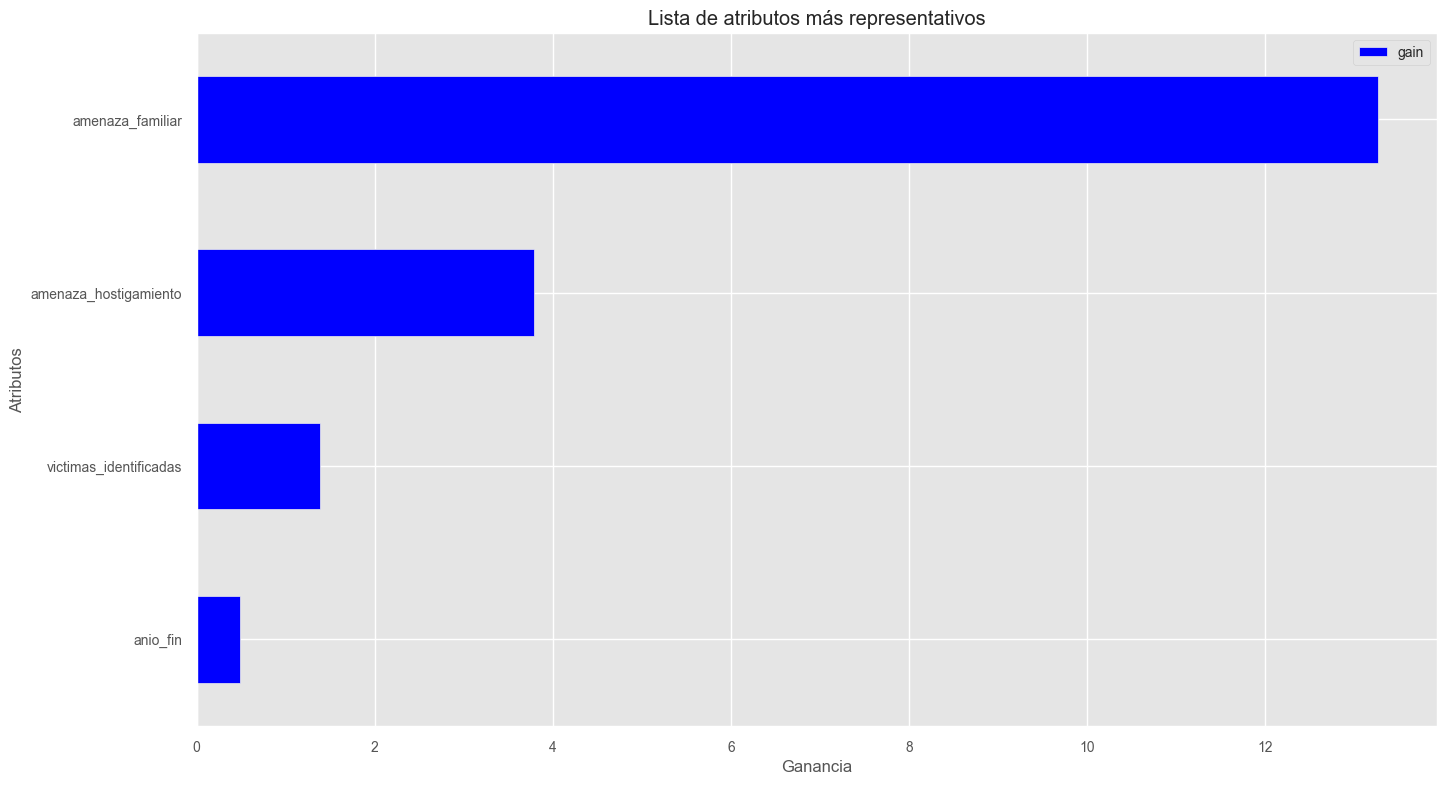 Lista de atributos más representativos
gain
amenaza_familiar
amenaza_hostigamiento
victimas_identificadas
anio_fin
Atributos
0 2 4 6 8 10 12
Ganancia